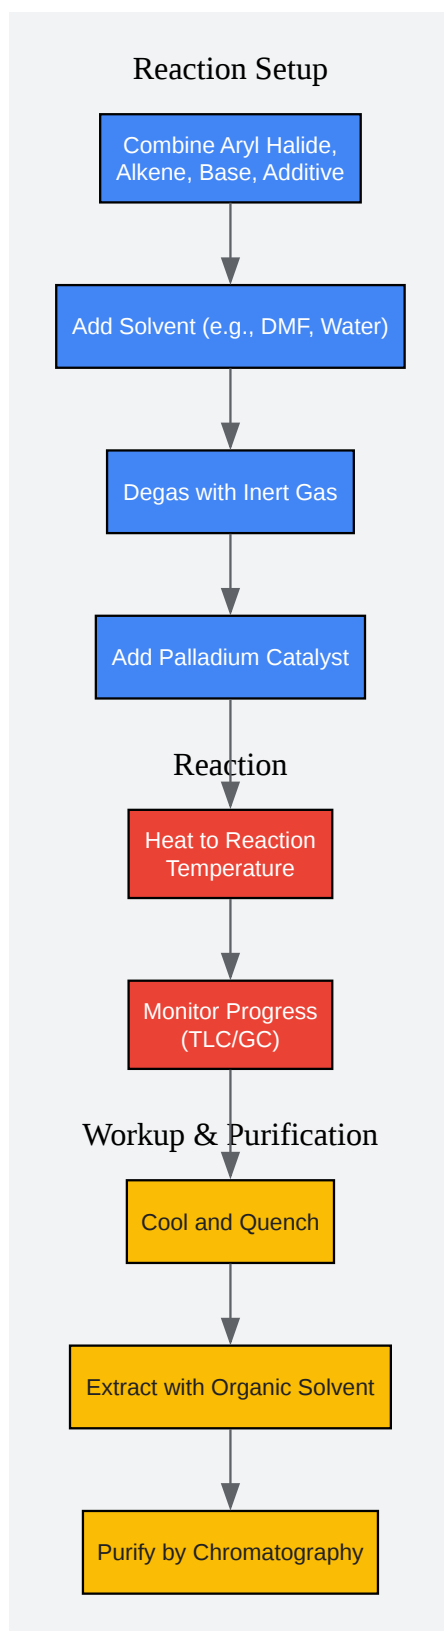 Reaction Setup
Combine Aryl Halide,
Alkene, Base, Additive
Add Solvent (e.g., DMF, Water)
Degas with Inert Gas
Add Palladium Catalyst
Reaction
Heat to Reaction
Temperature
Monitor Progress
(TLC/GC)
Workup & Purification
Cool and Quench
Extract with Organic Solvent
Purify by Chromatography